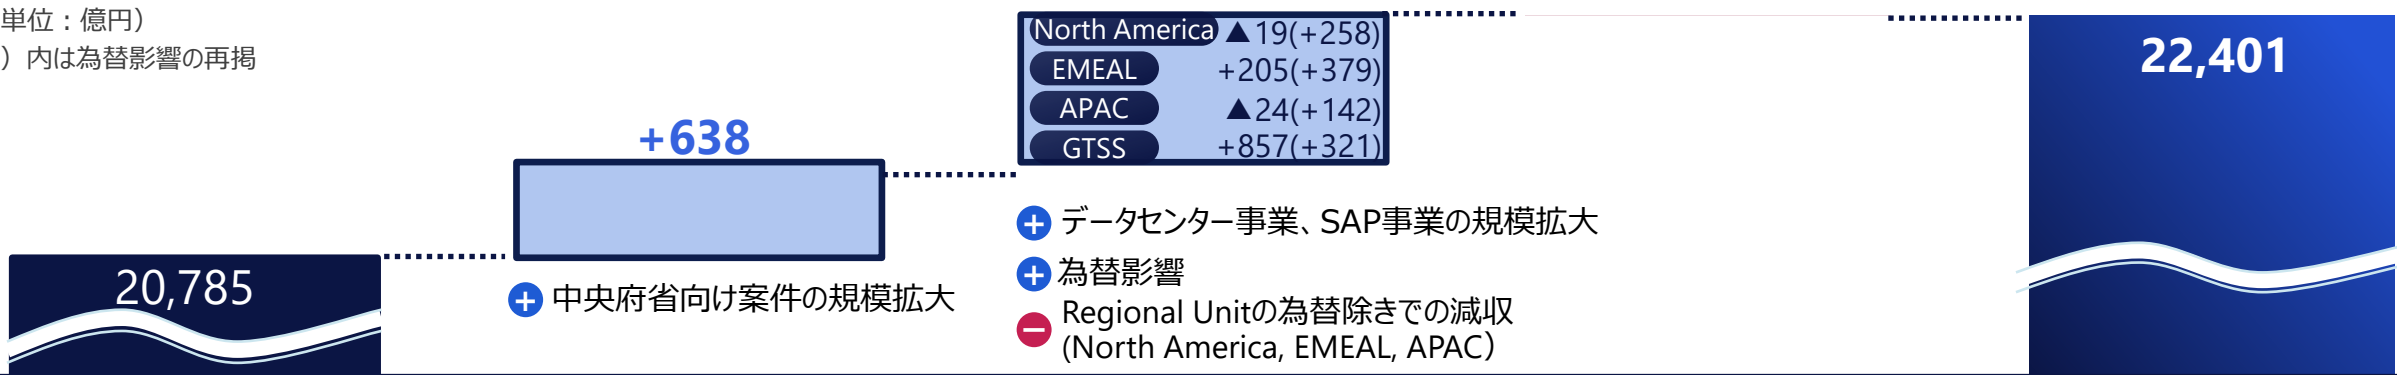 単位：億円）
）内は為替影響の再掲
20,785
+638
中央府省向け案件の規模拡大
North America ▲19(+258)
EMEAL +205(+379)
APAC ▲24(+142)
GTSS +857(+321)
データセンター事業、SAP事業の規模拡大
為替影響
Regional Unitの為替除きでの減収
(North America, EMEAL, APAC）
22,401